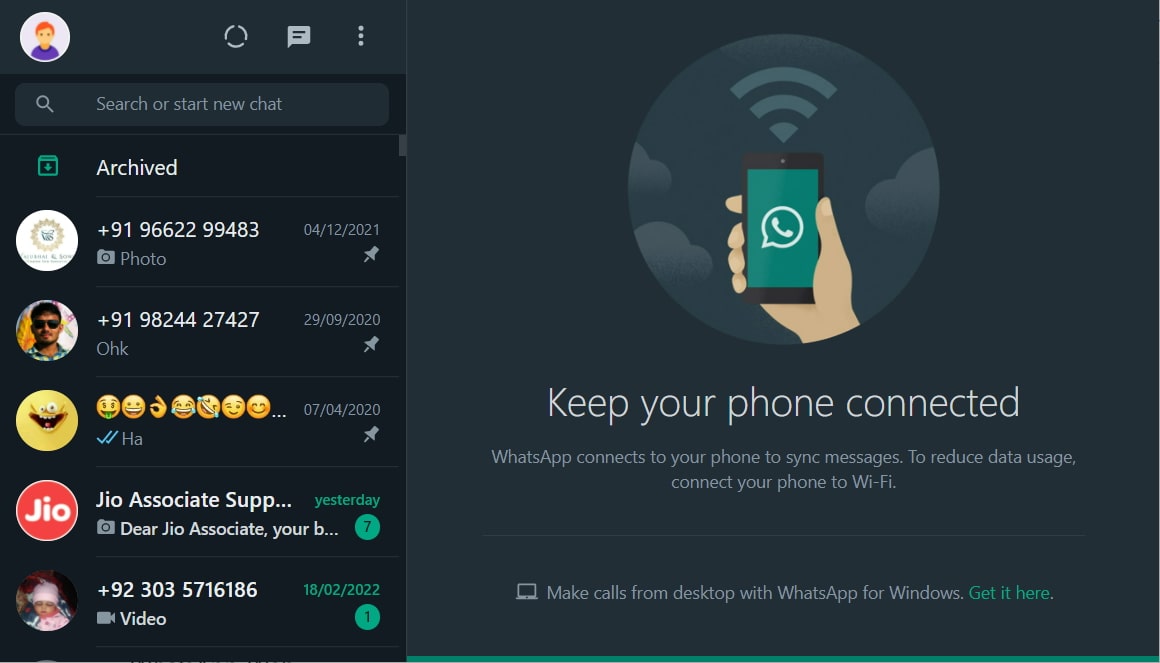 Search or start new chat
Archived
+91 96622 99483 04/12/2021
Photo
+91 98244 27427 29/09/2020
Ohk
🤑😀👌😂🤣😉😊... 07/04/2020
Ha
Jio
Jio Associate Supp... yesterday
Dear Jio Associate, your b... 7
+92 303 5716186 18/02/2022
Video 1
Keep your phone connected
WhatsApp connects to your phone to sync messages. To reduce data usage,
connect your phone to Wi-Fi.
Make calls from desktop with WhatsApp for Windows. Get it here.